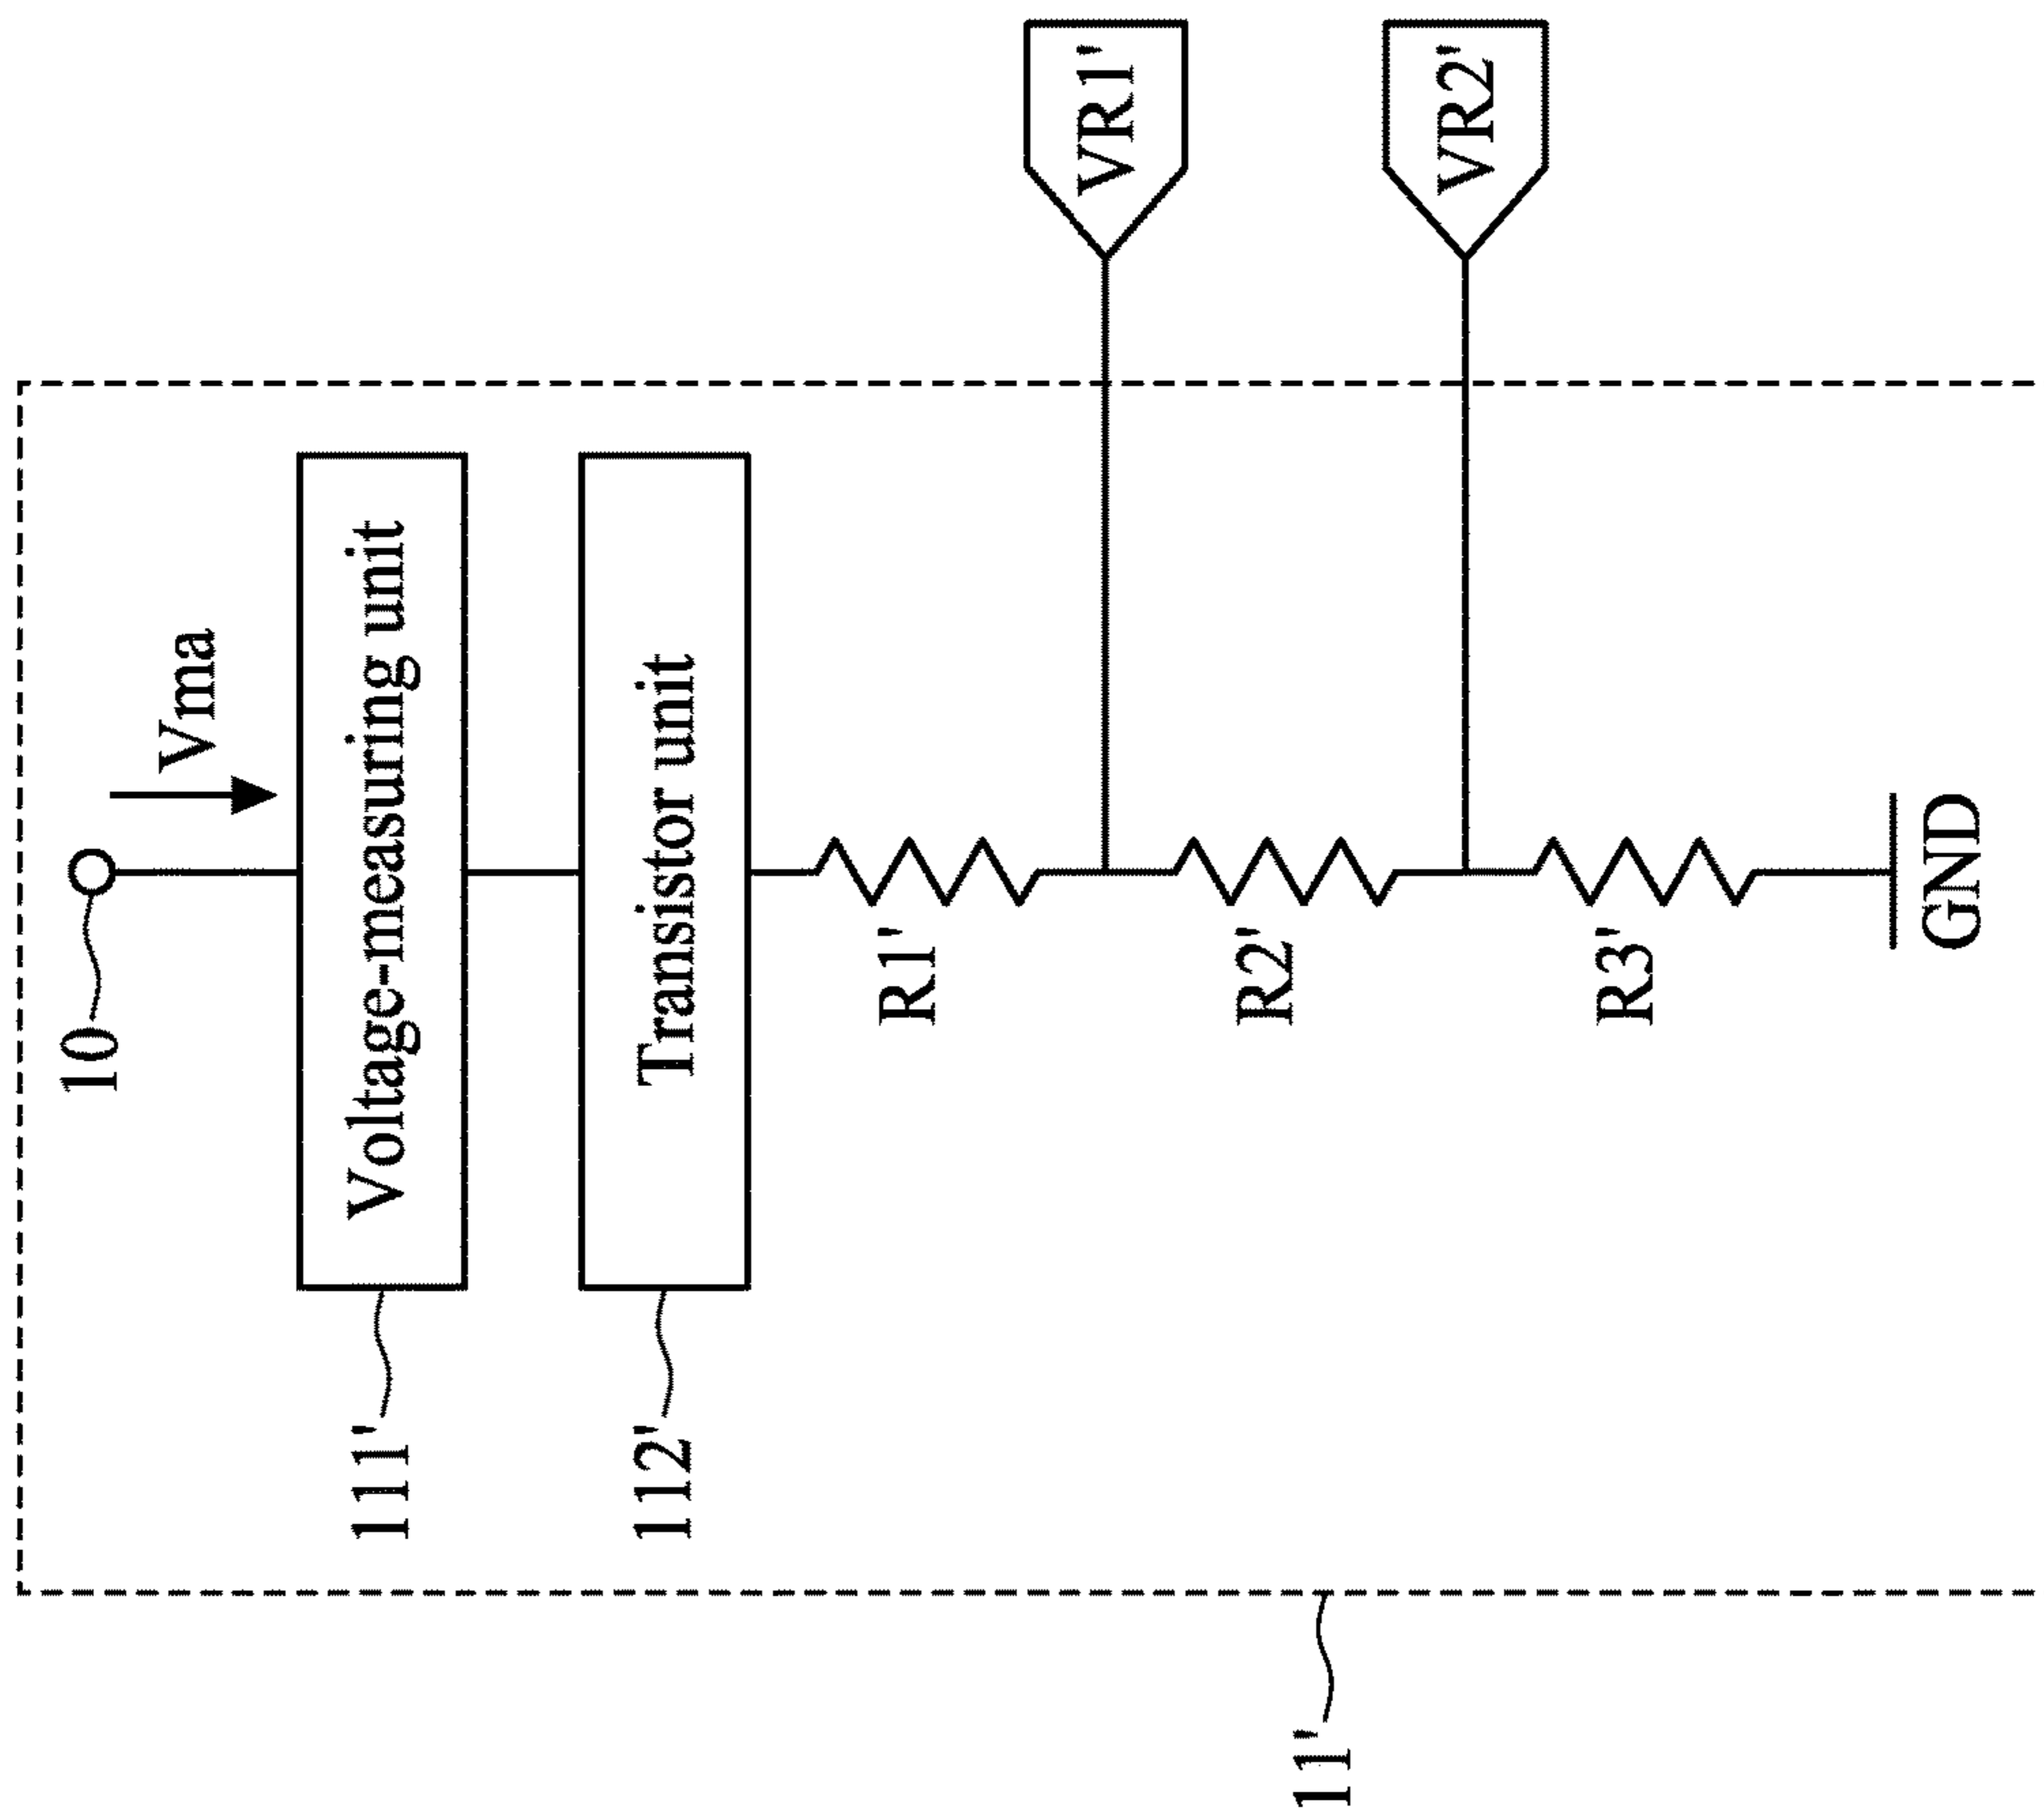 10
Vma
111'
Voltage-measuring unit
112'
Transistor unit
R1'
VR1'
R2'
VR2'
R3'
GND
11'